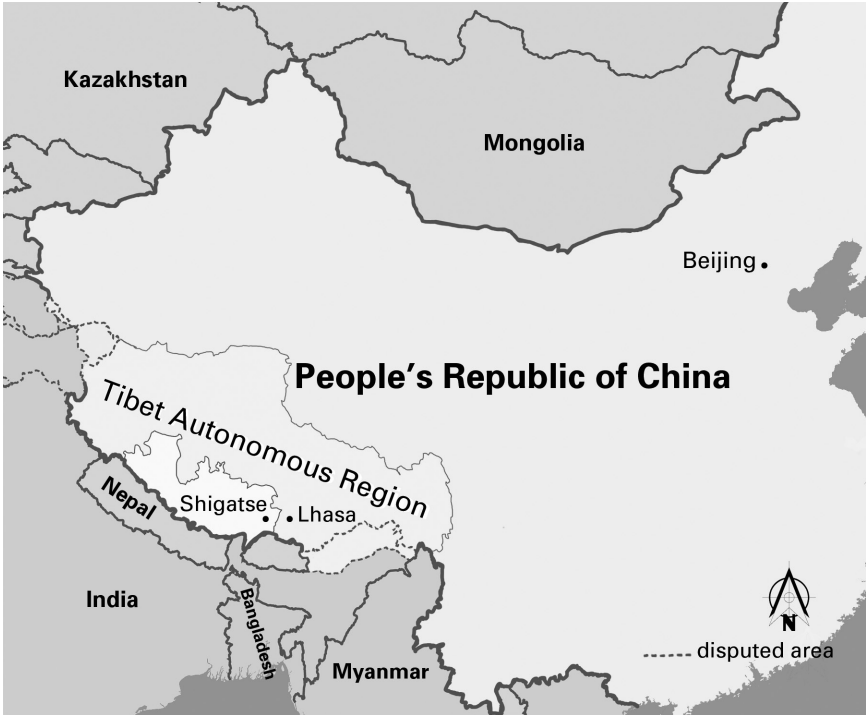 Kazakhstan
Mongolia
Beijing
People's Republic of China
Tibet Autonomous Region
Shigatse
Lhasa
Nepal
India
Bangladesh
Myanmar
N
disputed area